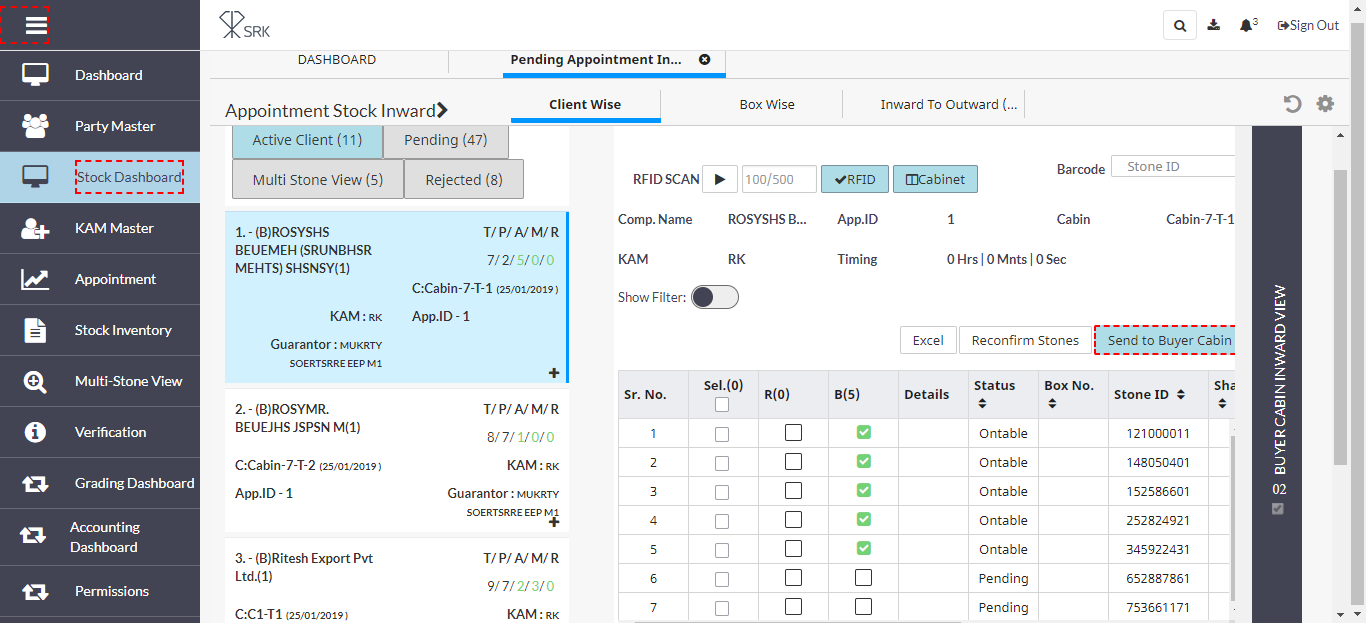 SRK
3
Sign Out
Dashboard
Party Master
Stock Dashboard
KAM Master
Appointment
Stock Inventory
Multi-Stone View
Verification
Grading Dashboard
Accounting
Dashboard
Permissions
DASHBOARD
Pending Appointment In...
Appointment Stock Inward
Client Wise
Box Wise
Inward To Outward (...
Active Client (11)
Pending (47)
Multi Stone View (5)
Rejected (8)
1. - (B)ROSYSHS
BEUEMEH (SRUNBHSR
MEHTS) SHSNSY(1)
T/ P/ A/ M/ R
7/ 2/ 5/ 0/ 0
C:Cabin-7-T-1 (25/01/2019 )
KAM : RK
App.ID - 1
Guarantor : MUKRTY
SOERTSRRE EEP M1
2. - (B)ROSYMR.
BEUEJHS JSPSN M(1)
T/ P/ A/ M/ R
8/ 7/ 1/ 0/ 0
C:Cabin-7-T-2 (25/01/2019 )
KAM : RK
App.ID - 1
Guarantor : MUKRTY
SOERTSRRE EEP M1
3. - (B)Ritesh Export Pvt
Ltd.(1)
T/ P/ A/ M/ R
9/ 7/ 2/ 3/ 0
C:C1-T1 (25/01/2019 )
KAM : RK
RFID SCAN
100/500
RFID
Cabinet
Barcode
Stone ID
Comp. Name
ROSYSHS B...
App.ID
1
Cabin
Cabin-7-T-1
KAM
RK
Timing
0 Hrs | 0 Mnts | 0 Sec
Show Filter:
Excel
Reconfirm Stones
Send to Buyer Cabin
Sr. No. Sel.(0) R(0) B(5) Details Status Box No. Stone ID Sha
1 Ontable 121000011
2 Ontable 148050401
3 Ontable 152586601
4 Ontable 252824921
5 Ontable 345922431
6 Pending 652887861
7 Pending 753661171
BUYER CABIN INWARD VIEW
02